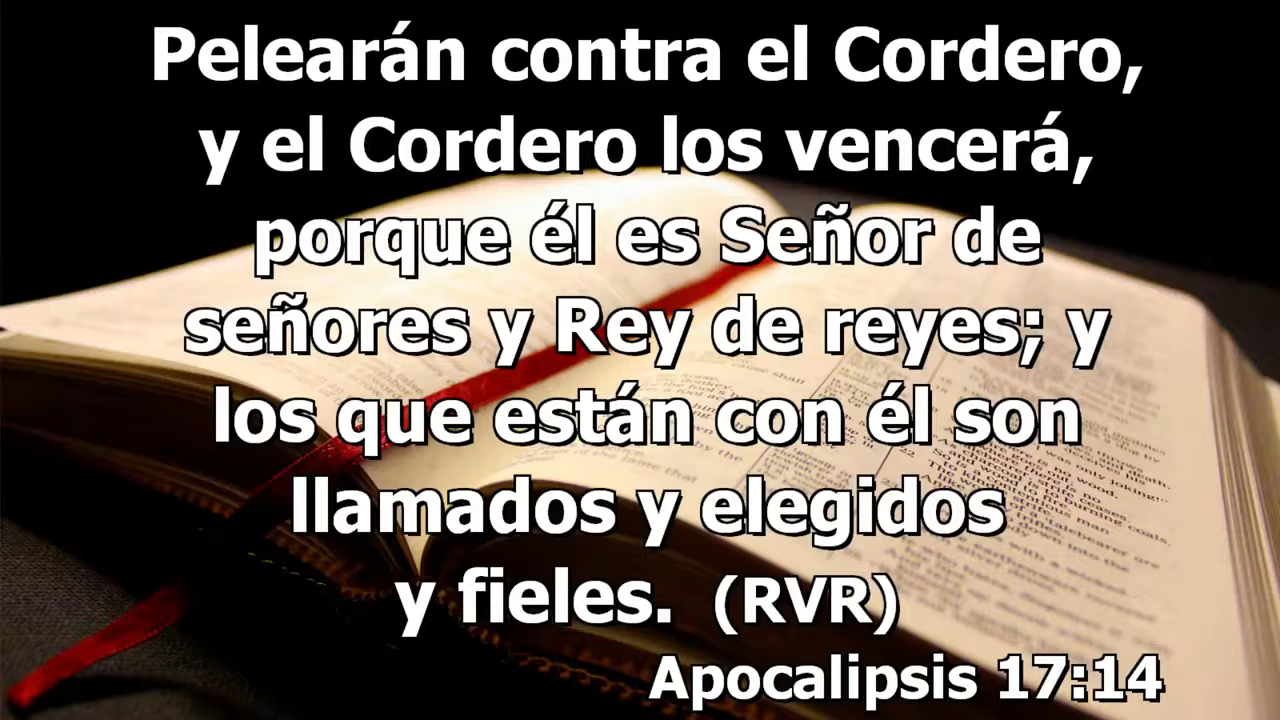 Pelearán contra el Cordero,
y el Cordero los vencerá,
porque él es Señor de
señores y Rey de reyes; y
los que están con él son
llamados y elegidos
y fieles. (RVR)
Apocalipsis 17:14